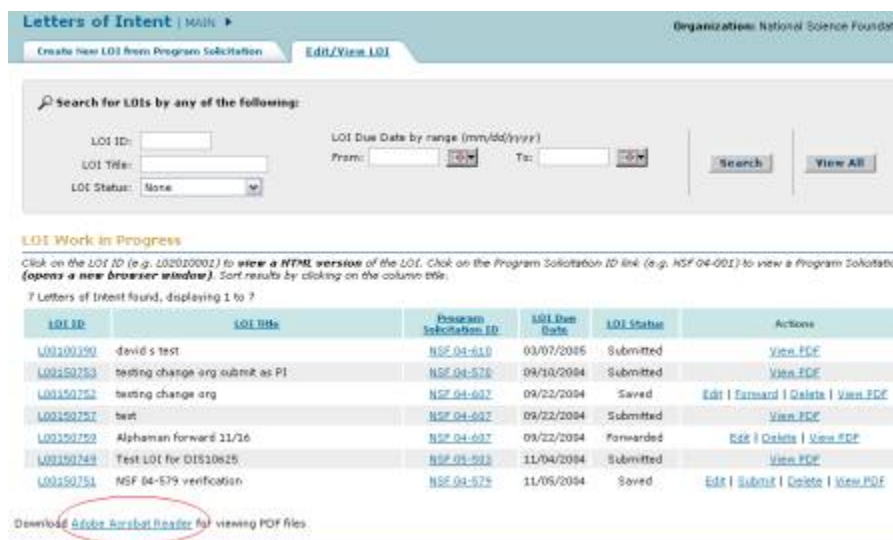 Letters of Intent | MAIN
Organization: National Science Foundat
Create New LOI from Program Solicitation
Edit/View LOI
Search for LOIs by any of the following:
LOI ID:
LOI Due Date by range (mm/dd/yyyy)
LOI Title:
From:
To:
Search
View All
LOI Status:
None
LOI Work in Progress
Click on the LOI ID (e.g. L02010001) to view a HTML version of the LOI. Click on the Program Solicitation ID link (e.g. NSF 04-001) to view a Program Solicitatio
(opens a new browser window). Sort results by clicking on the column title.
7 Letters of Intent found, displaying 1 to 7
LOI ID LOI Title Program Solicitation ID LOI Due Date LOI Status Actions
L00100390 david s test NSF 04-610 03/07/2005 Submitted View PDF
L00150753 testing change org submit as PI NSF 04-570 09/10/2004 Submitted View PDF
L00150752 testing change org NSF 04-607 09/22/2004 Saved Edit | Forward | Delete | View PDF
L00150757 test NSF 04-607 09/22/2004 Submitted View PDF
L00150759 Alphaman forward 11/16 NSF 04-607 09/22/2004 Forwarded Edit | Delete | View PDF
L00150749 Test LOI for DIS10625 NSF 05-503 11/04/2004 Submitted View PDF
L00150751 NSF 04-579 verification NSF 04-579 11/05/2004 Saved Edit | Submit | Delete | View PDF
Download Adobe Acrobat Reader for viewing PDF files